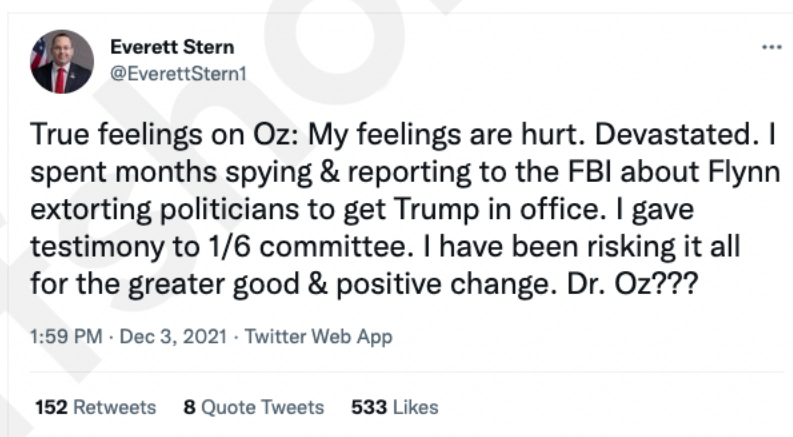 Everett Stern
@EverettStern1
True feelings on Oz: My feelings are hurt. Devastated. I
spent months spying & reporting to the FBI about Flynn
extorting politicians to get Trump in office. I gave
testimony to 1/6 committee. I have been risking it all
for the greater good & positive change. Dr. Oz???
1:59 PM · Dec 3, 2021 · Twitter Web App
152 Retweets 8 Quote Tweets 533 Likes